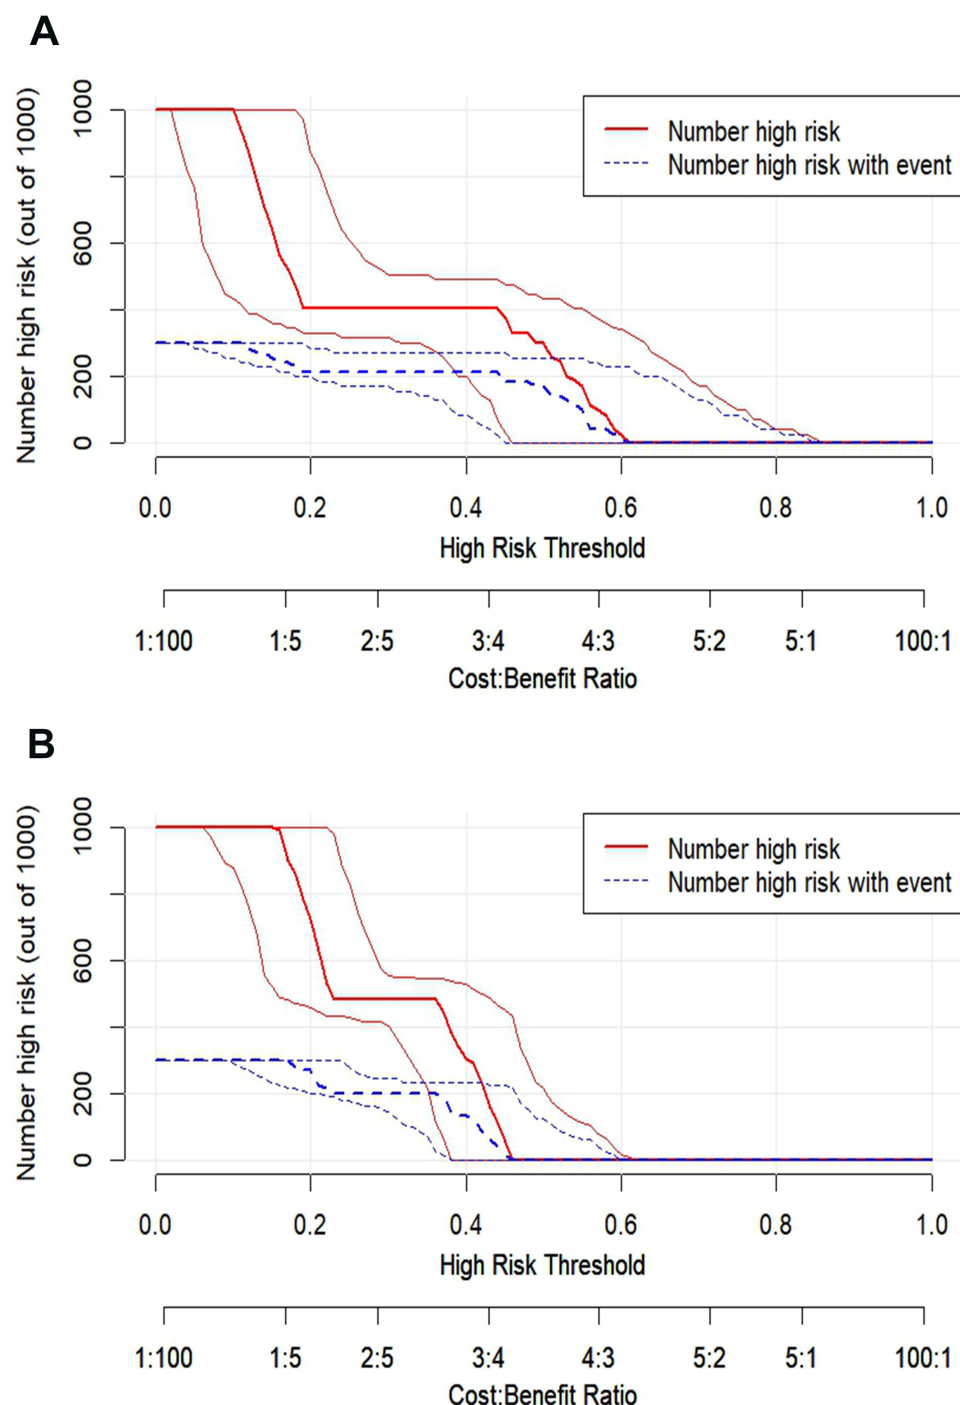 A
Number high risk (out of 1000)
1000
600
200
0
Number high risk
Number high risk with event
0.0 0.2 0.4 0.6 0.8 1.0
High Risk Threshold
1:100 1:5 2:5 3:4 4:3 5:2 5:1 100:1
Cost:Benefit Ratio
B
Number high risk (out of 1000)
1000
600
200
0
Number high risk
Number high risk with event
0.0 0.2 0.4 0.6 0.8 1.0
High Risk Threshold
1:100 1:5 2:5 3:4 4:3 5:2 5:1 100:1
Cost:Benefit Ratio